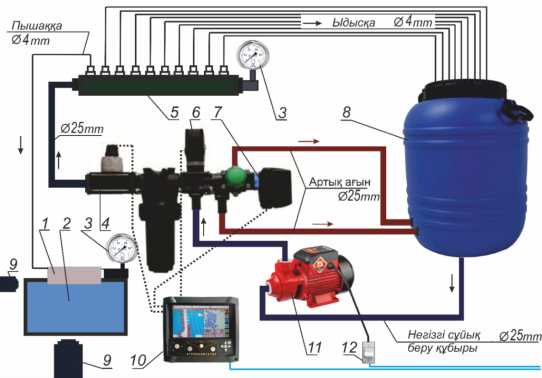 Пышаққа
Ø4mm
Ыдысқа Ø4mm
5
6
7
3
8
Ø25mm
Артық ағын
Ø25mm
1
2
3
4
9
9
10
11
12
Негізгі сұйық
беру құбыры
Ø25mm